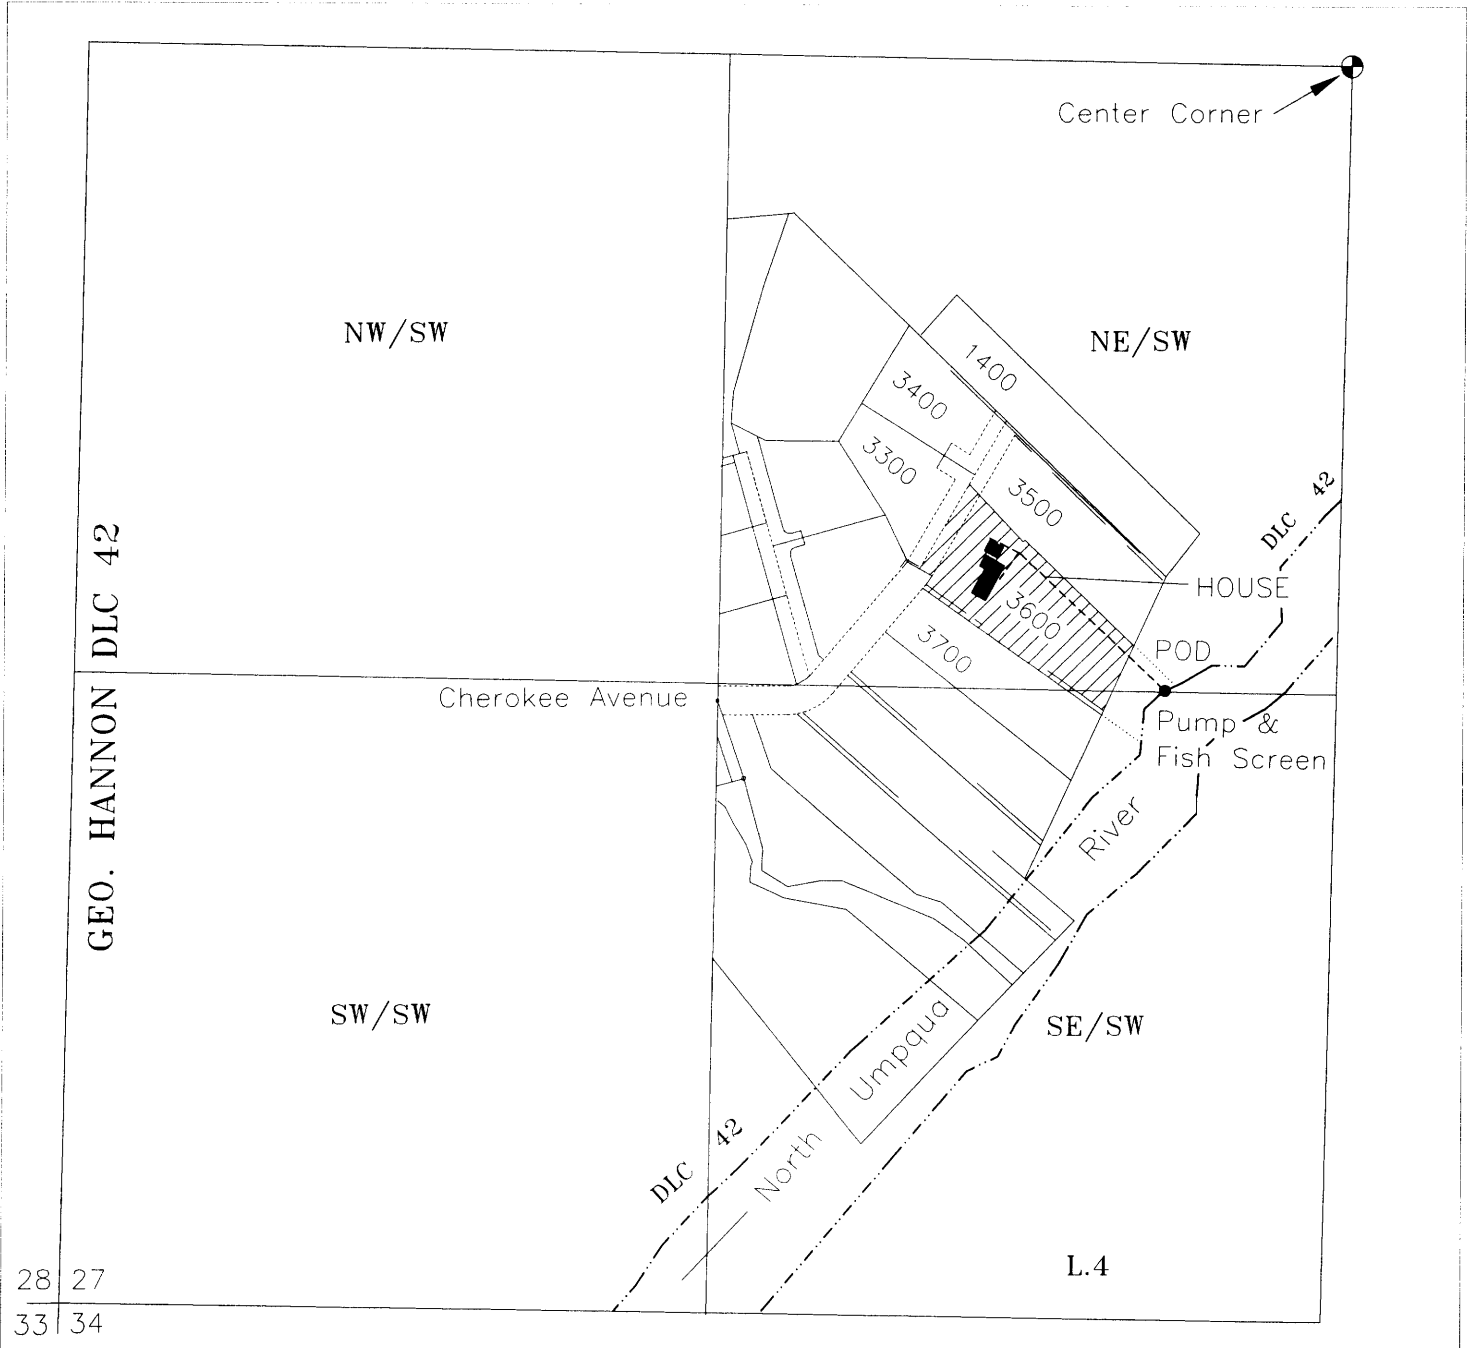 Center Corner
NW/SW
NE/SW
1400
3400
3300
3500
DLC 42
HOUSE
3600
3700
POD
Cherokee Avenue
Pump &
Fish Screen
GEO. HANNON DLC 42
River
SW/SW
SE/SW
Umpqua
North
DLC 42
L.4
28 27
33 34